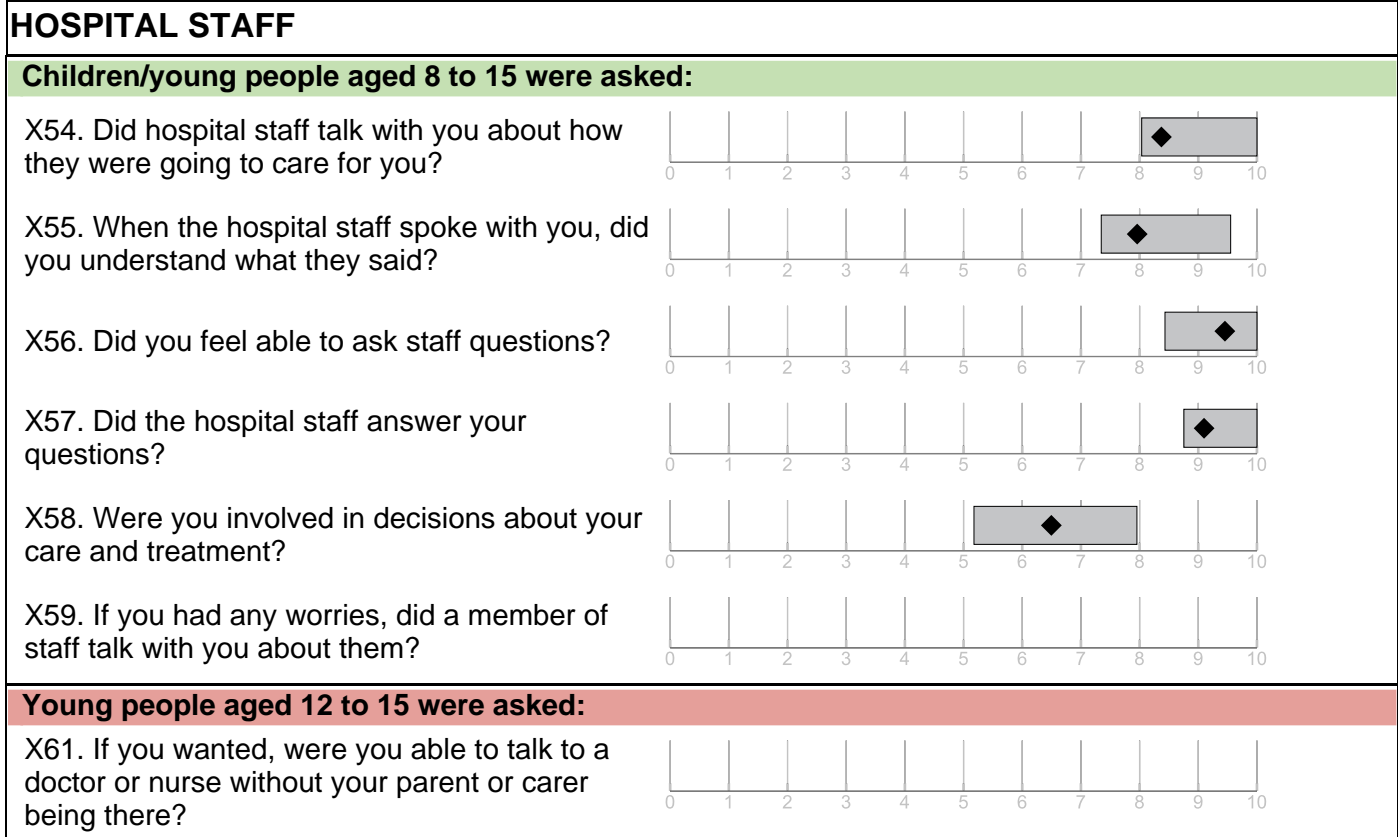 HOSPITAL STAFF
Children/young people aged 8 to 15 were asked:
X54. Did hospital staff talk with you about how
they were going to care for you?
0 1 2 3 4 5 6 7 8 9 10
X55. When the hospital staff spoke with you, did
you understand what they said?
0 1 2 3 4 5 6 7 8 9 10
X56. Did you feel able to ask staff questions?
0 1 2 3 4 5 6 7 8 9 10
X57. Did the hospital staff answer your
questions?
0 1 2 3 4 5 6 7 8 9 10
X58. Were you involved in decisions about your
care and treatment?
0 1 2 3 4 5 6 7 8 9 10
X59. If you had any worries, did a member of
staff talk with you about them?
0 1 2 3 4 5 6 7 8 9 10
Young people aged 12 to 15 were asked:
X61. If you wanted, were you able to talk to a
doctor or nurse without your parent or carer
being there?
0 1 2 3 4 5 6 7 8 9 10